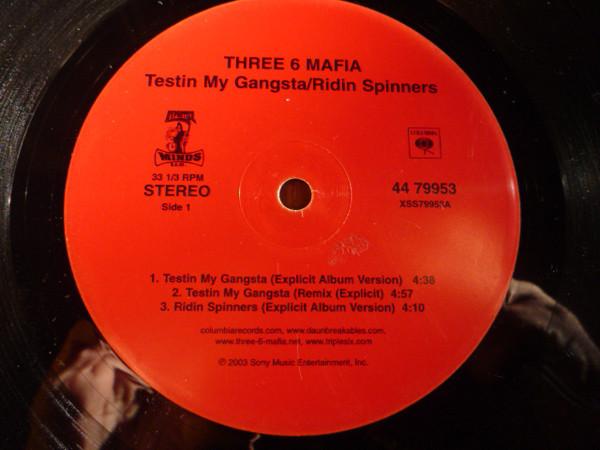 THREE 6 MAFIA
Testin My Gangsta/Ridin Spinners
MINDS
COLUMBIA
33 1/3 RPM
STEREO
Side 1
44 79953
1. Testin My Gangsta (Explicit Album Version) 4:38
2. Testin My Gangsta (Remix (Explicit) 4:57
3. Ridin Spinners (Explicit Album Version) 4:10
columbiarecords.com, www.daunbreakables.com,
www.three-6-mafia.net, www.triplesix.com
℗ 2003 Sony Music Entertainment, Inc.